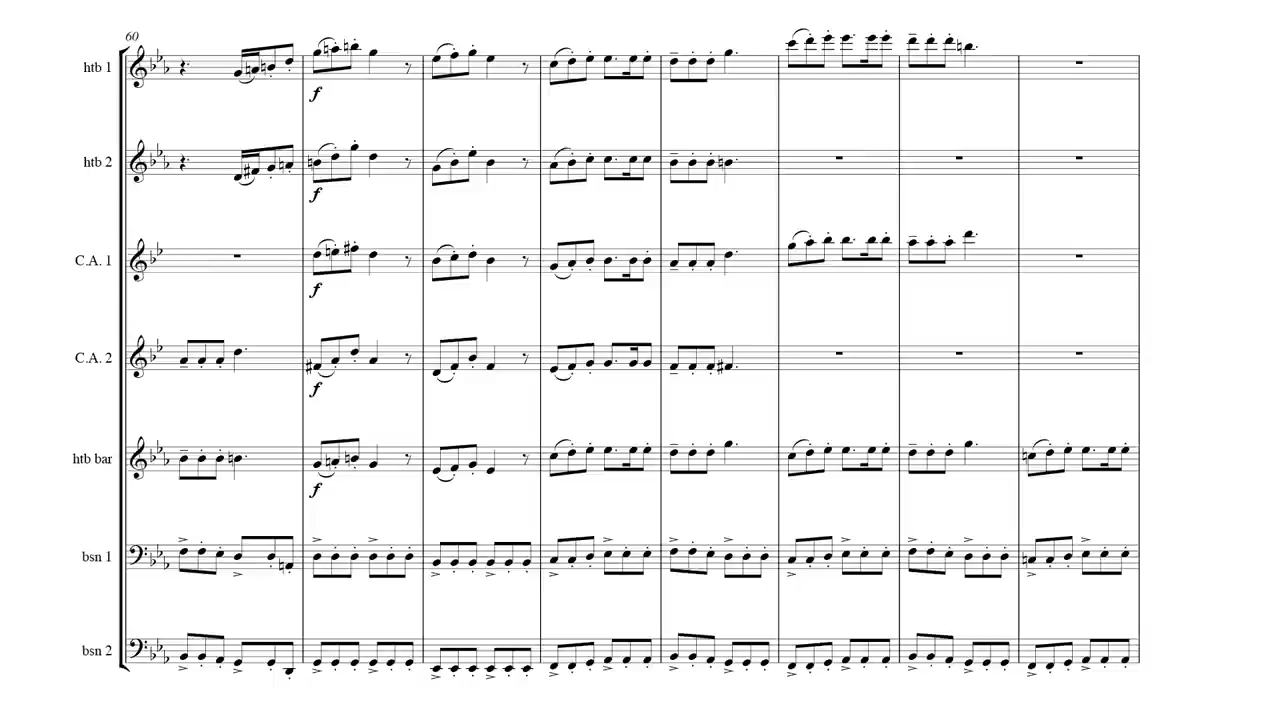 60
htb 1
f
htb 2
f
C.A. 1
f
C.A. 2
f
htb bar
f
bsn 1
bsn 2